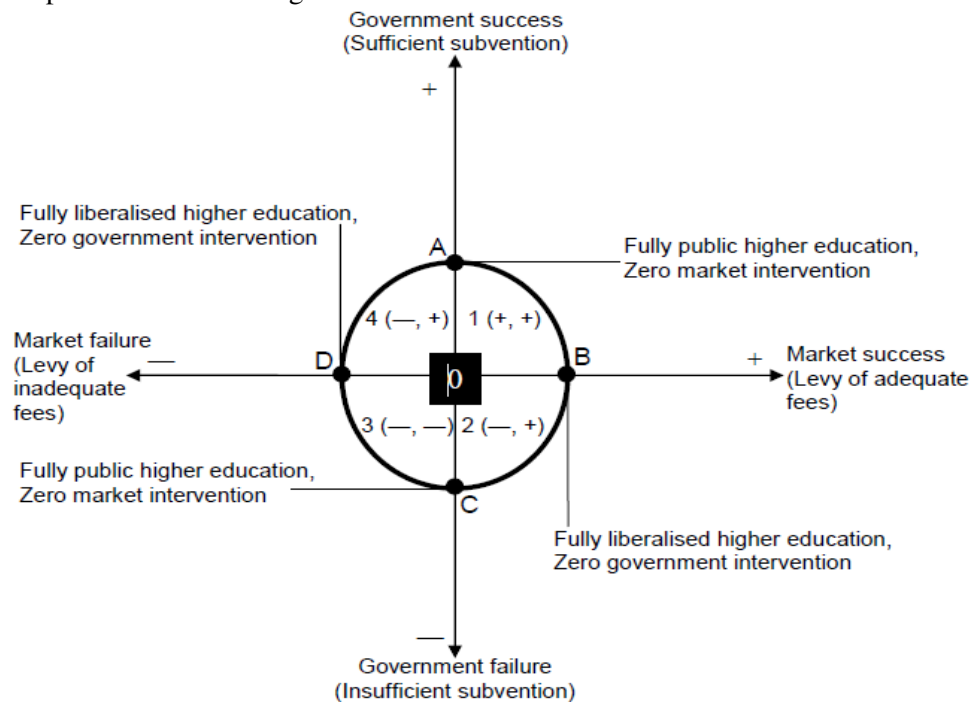 Government success
(Sufficient subvention)
+
Fully liberalised higher education,
Zero government intervention
A
Fully public higher education,
Zero market intervention
4 (—, +)
1 (+, +)
Market failure
(Levy of
inadequate
fees)
—
D
0
B
+
Market success
(Levy of adequate
fees)
3 (—, —)
2 (—, +)
Fully public higher education,
Zero market intervention
C
Fully liberalised higher education,
Zero government intervention
—
Government failure
(Insufficient subvention)